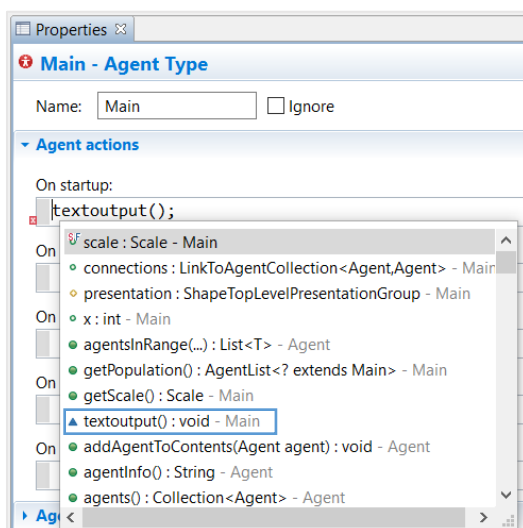 Properties
Main - Agent Type
Name: Main Ignore
Agent actions
On startup:
textoutput();
scale : Scale - Main
On
connections : LinkToAgentCollection<Agent,Agent> - Main
presentation : ShapeTopLevelPresentationGroup - Main
On
x : int - Main
agentsInRange(...) : List<T> - Agent
getPopulation() : AgentList<? extends Main> - Main
On
getScale() : Scale - Main
textoutput() : void - Main
On
addAgentToContents(Agent agent) : void - Agent
agentInfo() : String - Agent
agents() : Collection<Agent> - Agent
Age